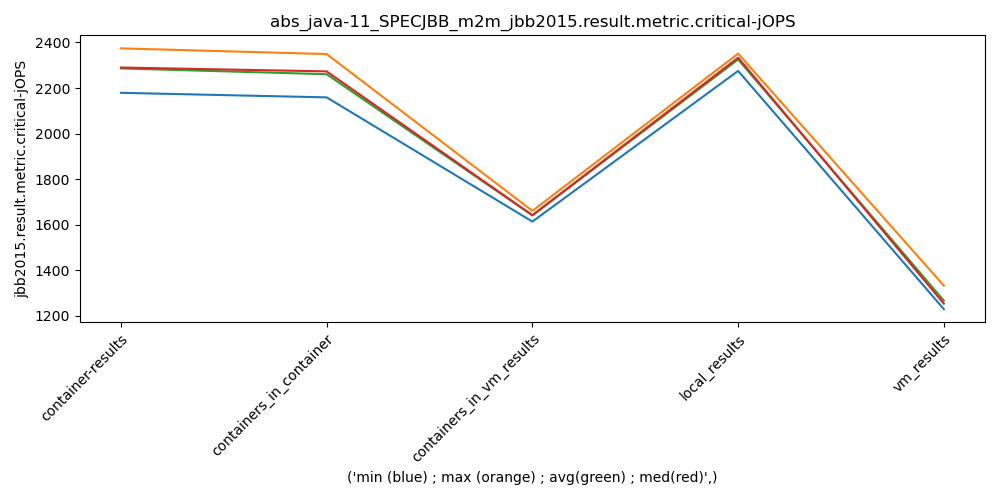 abs_java-11_SPECJBB_m2m_jbb2015.result.metric.critical-jOPS
jbb2015.result.metric.critical-jOPS
2400
2200
2000
1800
1600
1400
1200
container-results
containers_in_container
containers_in_vm_results
local_results
vm_results
('min (blue) ; max (orange) ; avg(green) ; med(red)',)